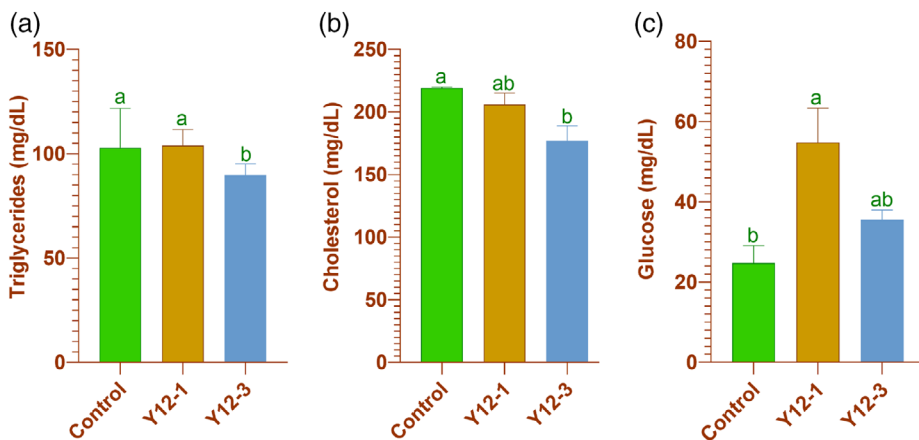 (a)
Triglycerides (mg/dL)
150
100
50
0
a
a
b
Control
Y12-1
Y12-3
(b)
Cholesterol (mg/dL)
250
200
150
100
50
0
a
ab
b
Control
Y12-1
Y12-3
(c)
Glucose (mg/dL)
80
60
40
20
0
b
a
ab
Control
Y12-1
Y12-3